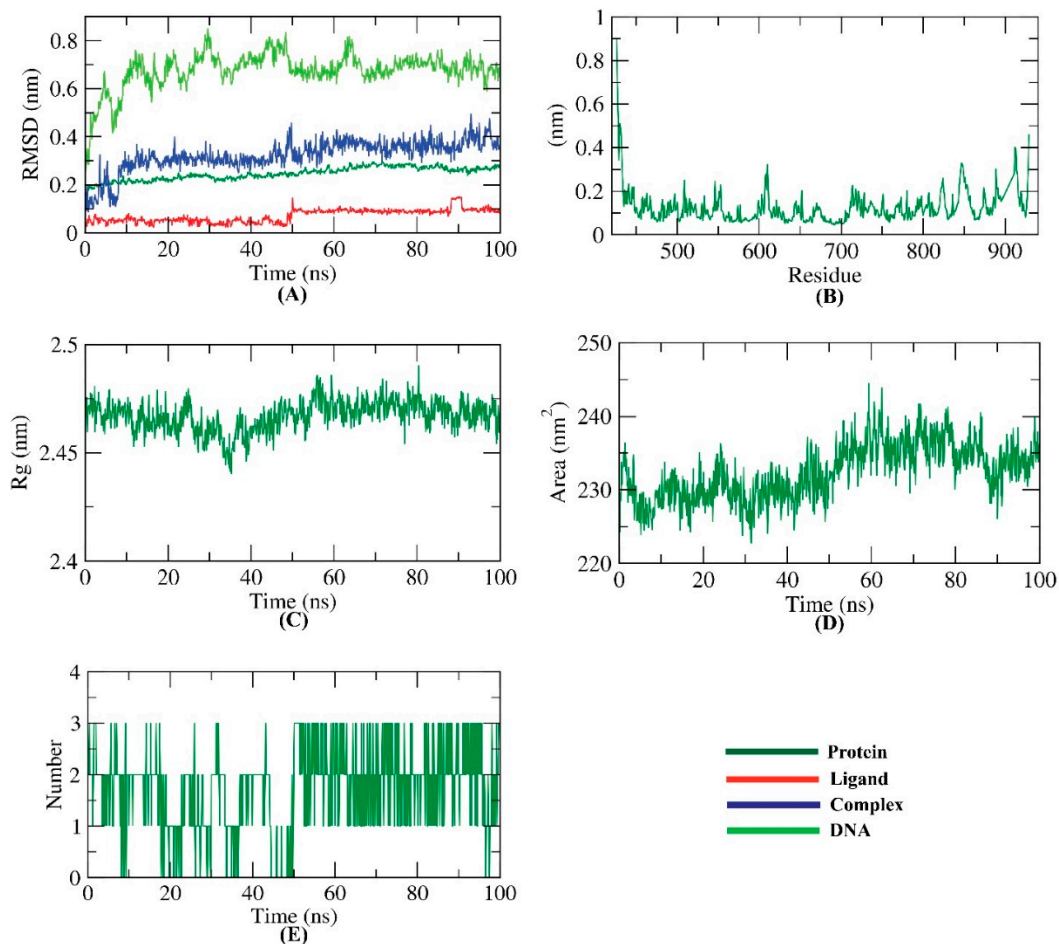 0.8
0.6
0.4
0.2
0
RMSD (nm)
0 20 40 60 80 100
Time (ns)
(A)
1
0.8
0.6
0.4
0.2
0
(nm)
500 600 700 800 900
Residue
(B)
2.5
2.45
2.4
Rg (nm)
0 20 40 60 80 100
Time (ns)
(C)
250
240
230
220
Area (nm²)
0 20 40 60 80 100
Time (ns)
(D)
4
3
2
1
0
Number
0 20 40 60 80 100
Time (ns)
(E)
Protein
Ligand
Complex
DNA